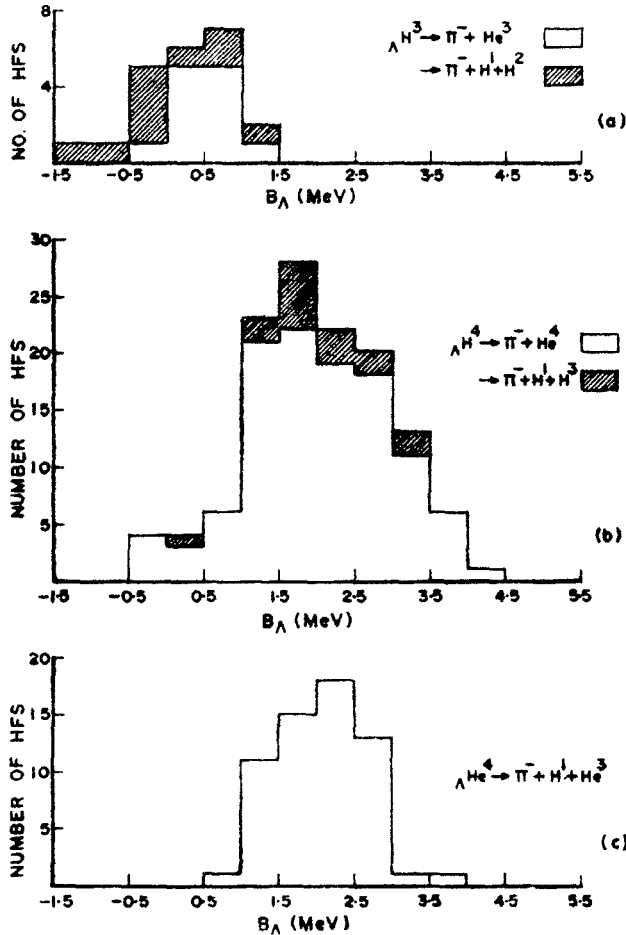 NO. OF HFS
8
4
ΛH³→ π⁻+ He³
→ π⁻+ H¹+ H²
(a)
-1·5 -0·5 0·5 1·5 2·5 3·5 4·5 5·5
BΛ (MeV)
NUMBER OF HFS
30
25
20
15
10
5
ΛH⁴→ π⁻+ He⁴
→ π⁻+ H¹+ H³
(b)
-1·5 -0·5 0·5 1·5 2·5 3·5 4·5 5·5
BΛ (MeV)
NUMBER OF HFS
20
15
10
5
ΛHe⁴→ π⁻+ H¹+ He³
(c)
-1·5 -0·5 0·5 1·5 2·5 3·5 4·5 5·5
BΛ (MeV)